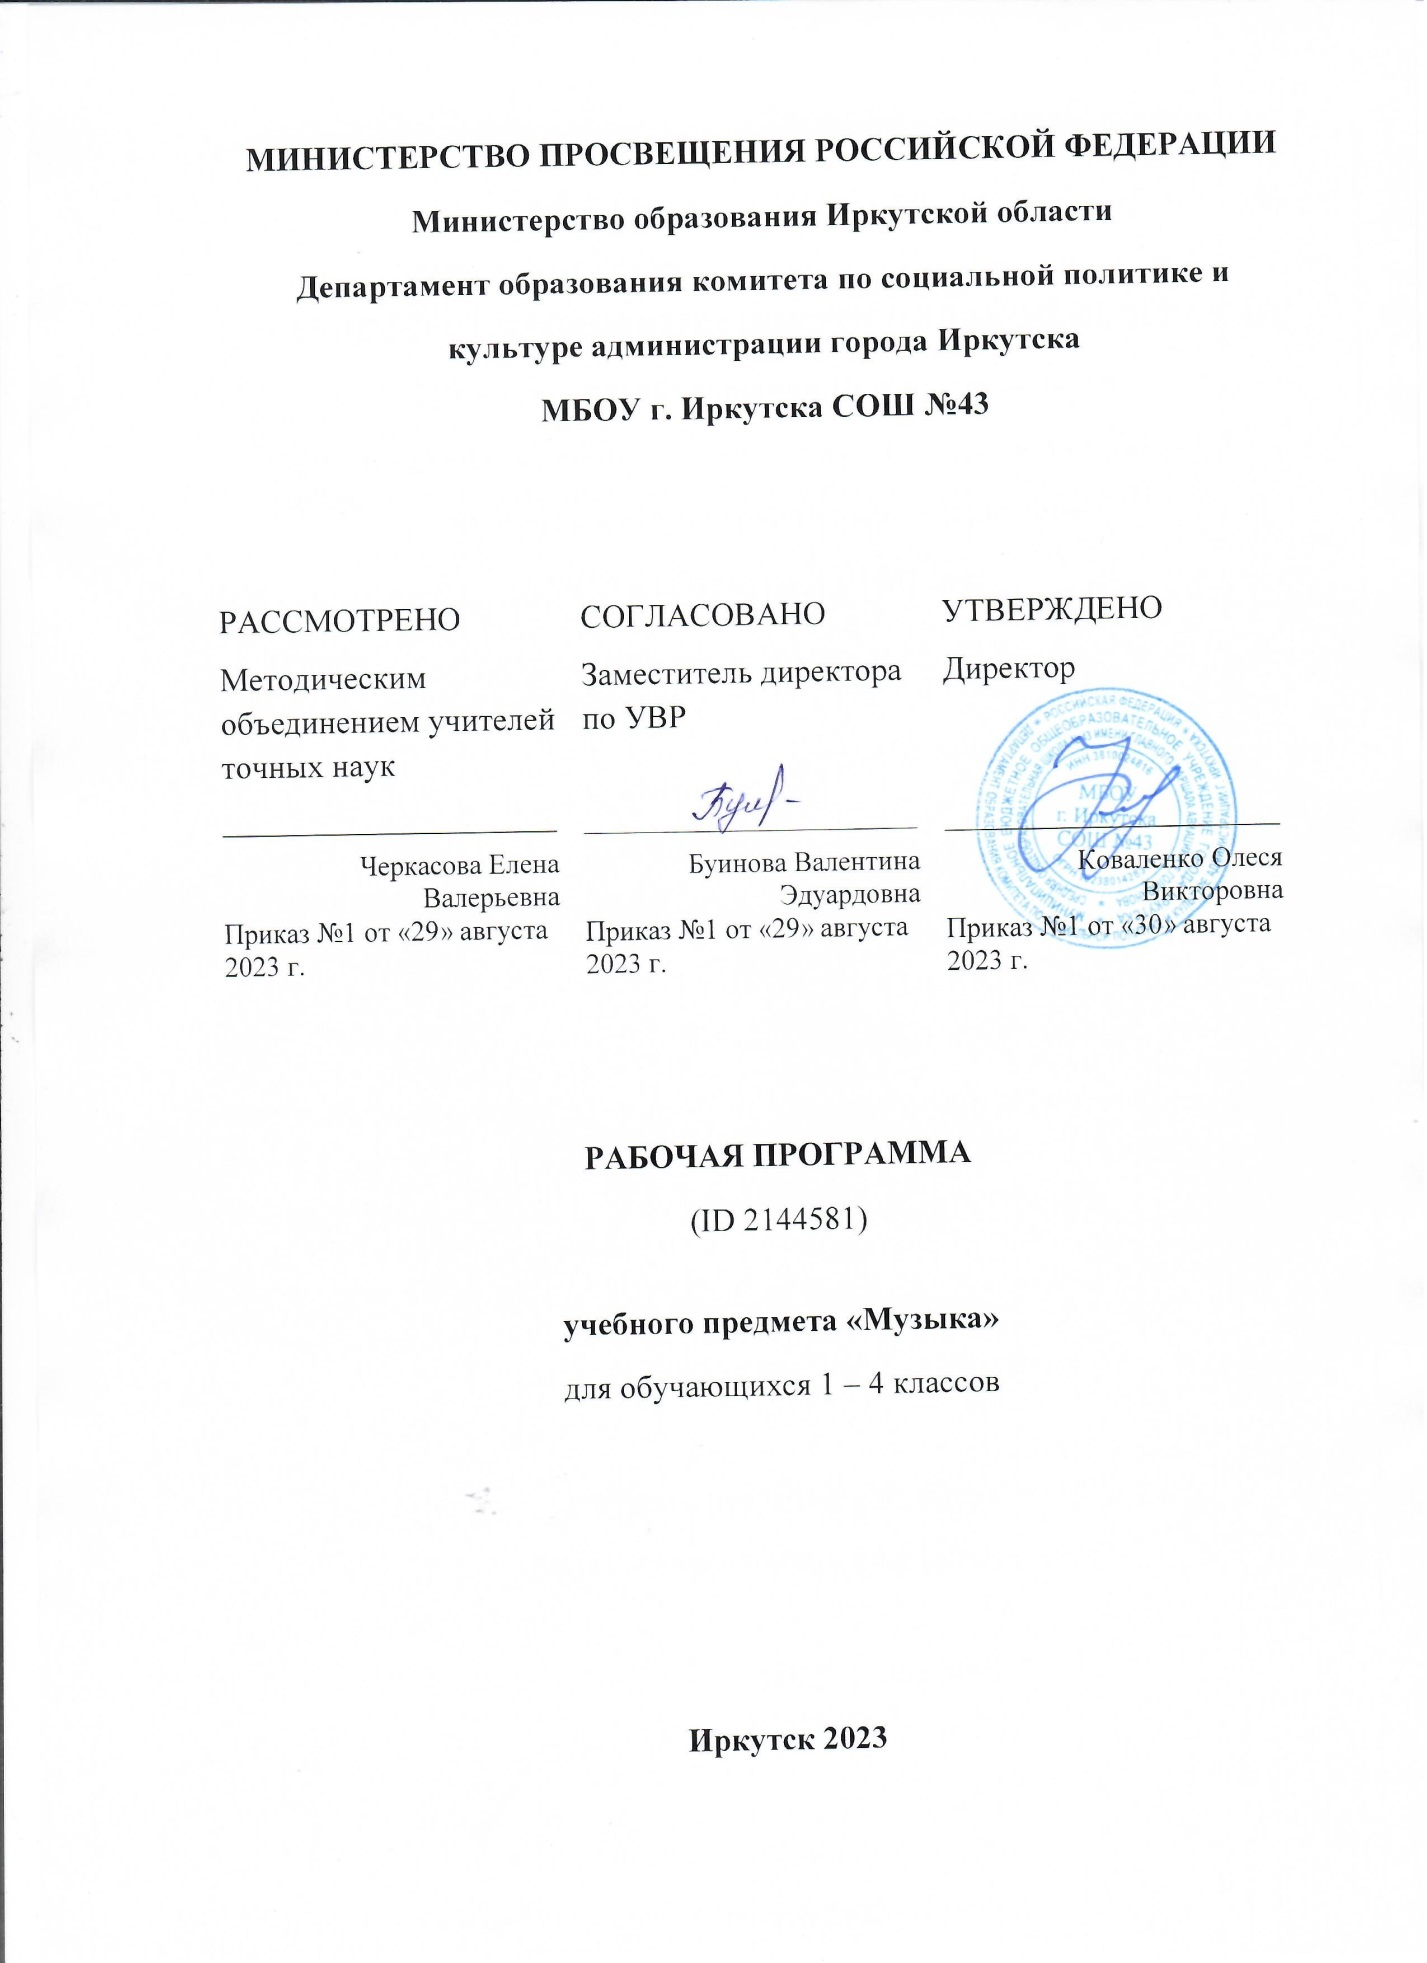 МИНИСТЕРСТВО ПРОСВЕЩЕНИЯ РОССИЙСКОЙ ФЕДЕРАЦИИ
Министерство образования Иркутской области
Департамент образования комитета по социальной политике и
культуре администрации города Иркутска
МБОУ г. Иркутска СОШ №43
РАССМОТРЕНО
Методическим
объединением учителей
точных наук
Черкасова Елена
Валерьевна
Приказ №1 от «29» августа
2023 г.
СОГЛАСОВАНО
Заместитель директора
по УВР
Буинова Валентина
Эдуардовна
Приказ №1 от «29» августа
2023 г.
УТВЕРЖДЕНО
Директор
МБОУ
г. Иркутска
СОШ №43
Коваленко Олеся
Викторовна
Приказ №1 от «30» августа
2023 г.
РАБОЧАЯ ПРОГРАММА
(ID 2144581)
учебного предмета «Музыка»
для обучающихся 1 – 4 классов
Иркутск 2023